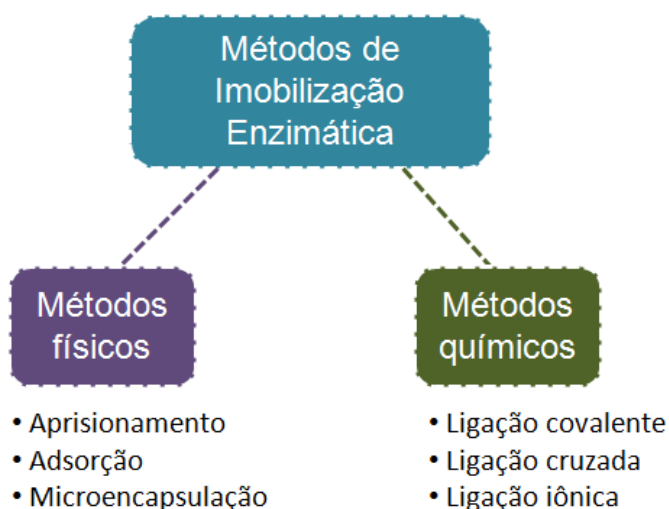 Métodos de
Imobilização
Enzimática
Métodos
físicos
• Aprisionamento
• Adsorção
• Microencapsulação
Métodos
químicos
• Ligação covalente
• Ligação cruzada
• Ligação iônica